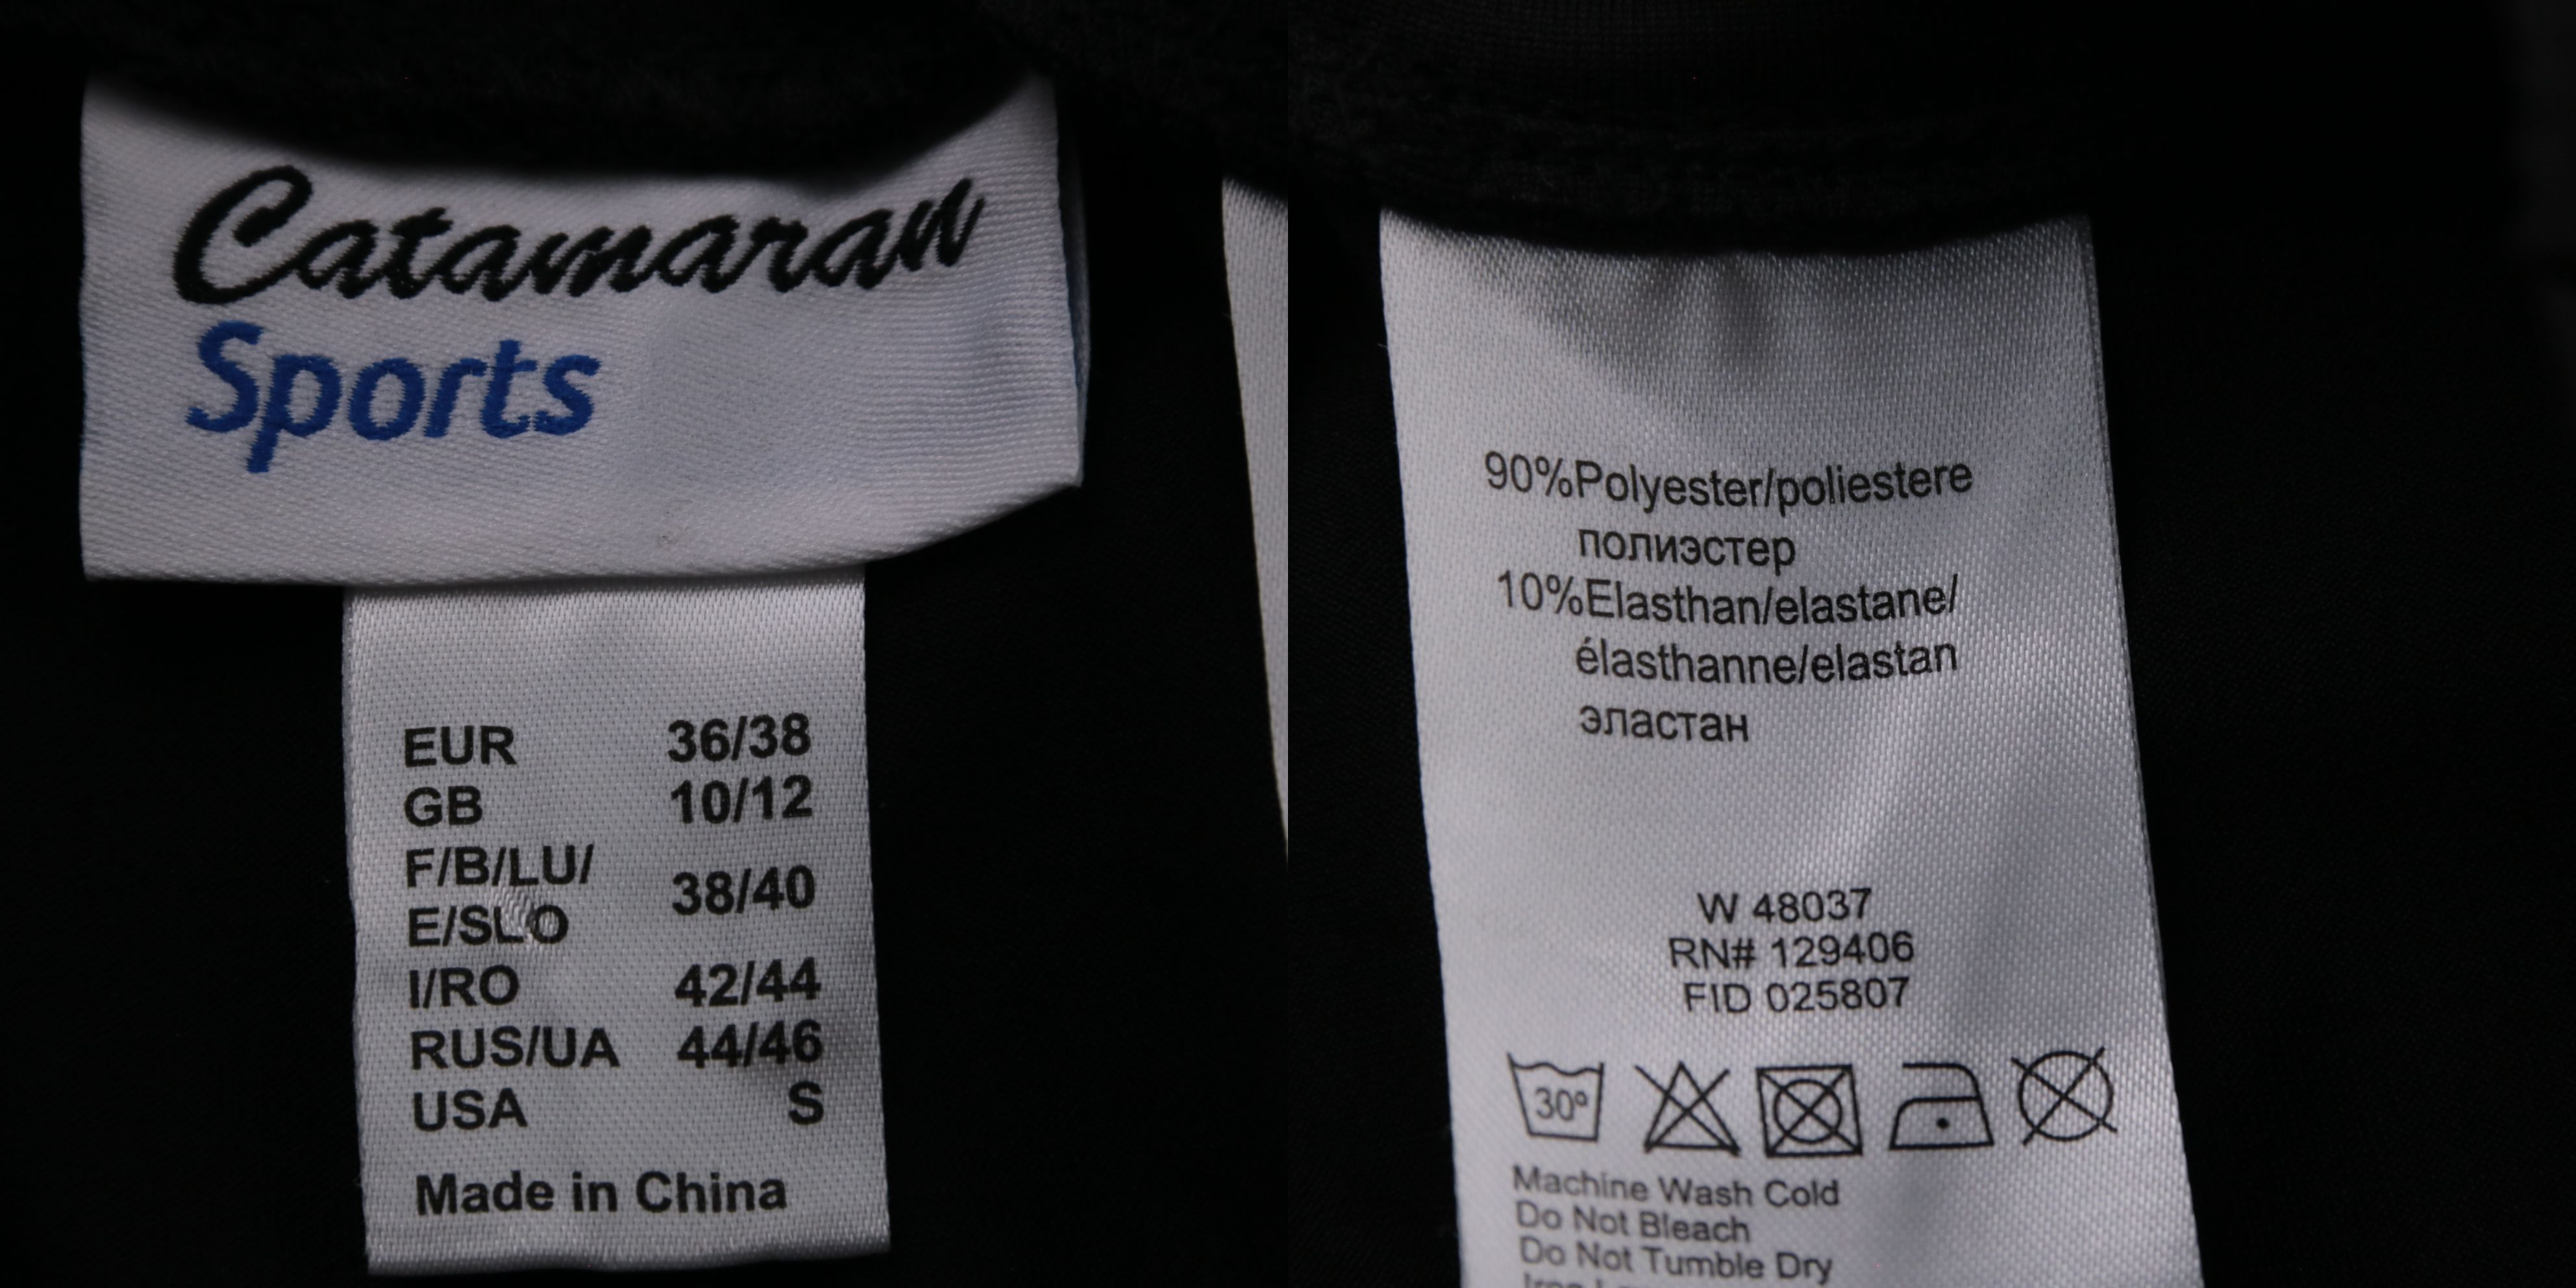 Catamaran
Sports
EUR 36/38
GB 10/12
F/B/LU/
E/SLO 38/40
I/RO 42/44
RUS/UA 44/46
USA S
Made in China
90%Polyester/poliestere
полиэстер
10%Elasthan/elastane/
élasthanne/elastan
эластан
W 48037
RN# 129406
FID 025807
30º
Machine Wash Cold
Do Not Bleach
Do Not Tumble Dry